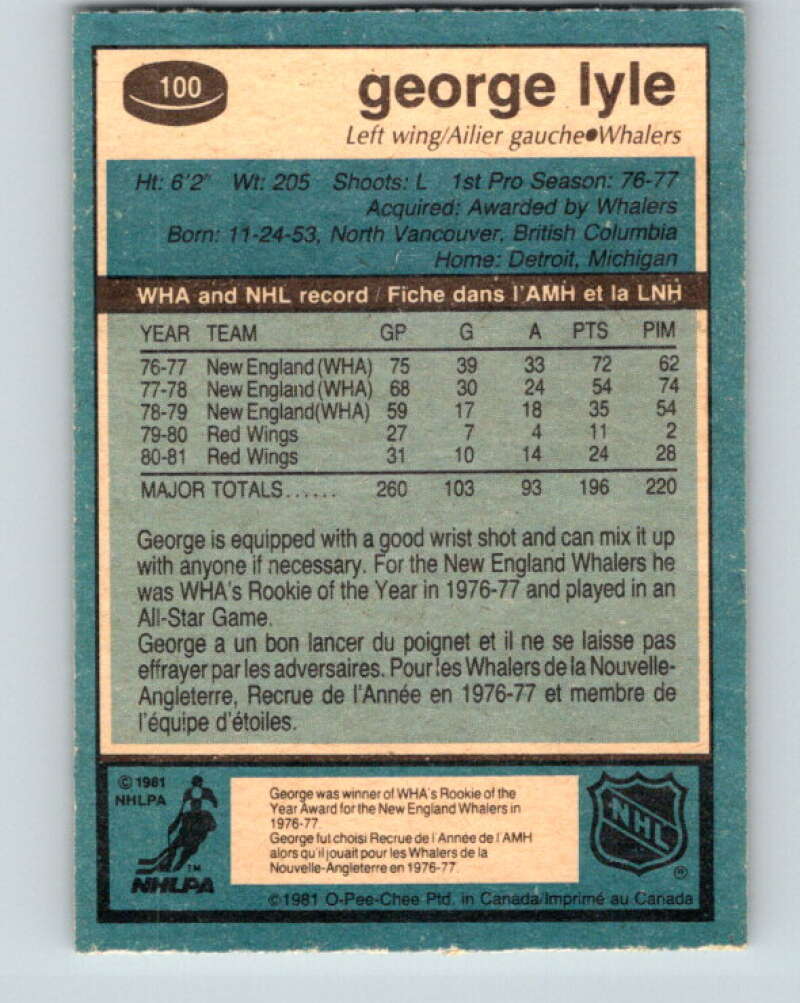 100
george lyle
Left wing/Ailier gauche●Whalers
Ht: 6'2" Wt: 205 Shoots: L 1st Pro Season: 76-77
Acquired: Awarded by Whalers
Born: 11-24-53, North Vancouver, British Columbia
Home: Detroit, Michigan
WHA and NHL record / Fiche dans l'AMH et la LNH
YEAR TEAM GP G A PTS PIM
76-77 New England (WHA) 75 39 33 72 62
77-78 New England (WHA) 68 30 24 54 74
78-79 New England(WHA) 59 17 18 35 54
79-80 Red Wings 27 7 4 11 2
80-81 Red Wings 31 10 14 24 28
MAJOR TOTALS...... 260 103 93 196 220
George is equipped with a good wrist shot and can mix it up
with anyone if necessary. For the New England Whalers he
was WHA's Rookie of the Year in 1976-77 and played in an
All-Star Game.
George a un bon lancer du poignet et il ne se laisse pas
effrayer par les adversaires. Pour les Whalers de la Nouvelle-
Angleterre, Recrue de l'Année en 1976-77 et membre de
l'équipe d'étoiles.
© 1981
NHLPA
TM
NHLPA
George was winner of WHA's Rookie of the
Year Award for the New England Whalers in
1976-77.
George fut choisi Recrue de l'Année de l'AMH
alors qu'il jouait pour les Whalers de la
Nouvelle-Angleterre en 1976-77.
NHL
®
©1981 O-Pee-Chee Ptd. in Canada/Imprimé au Canada